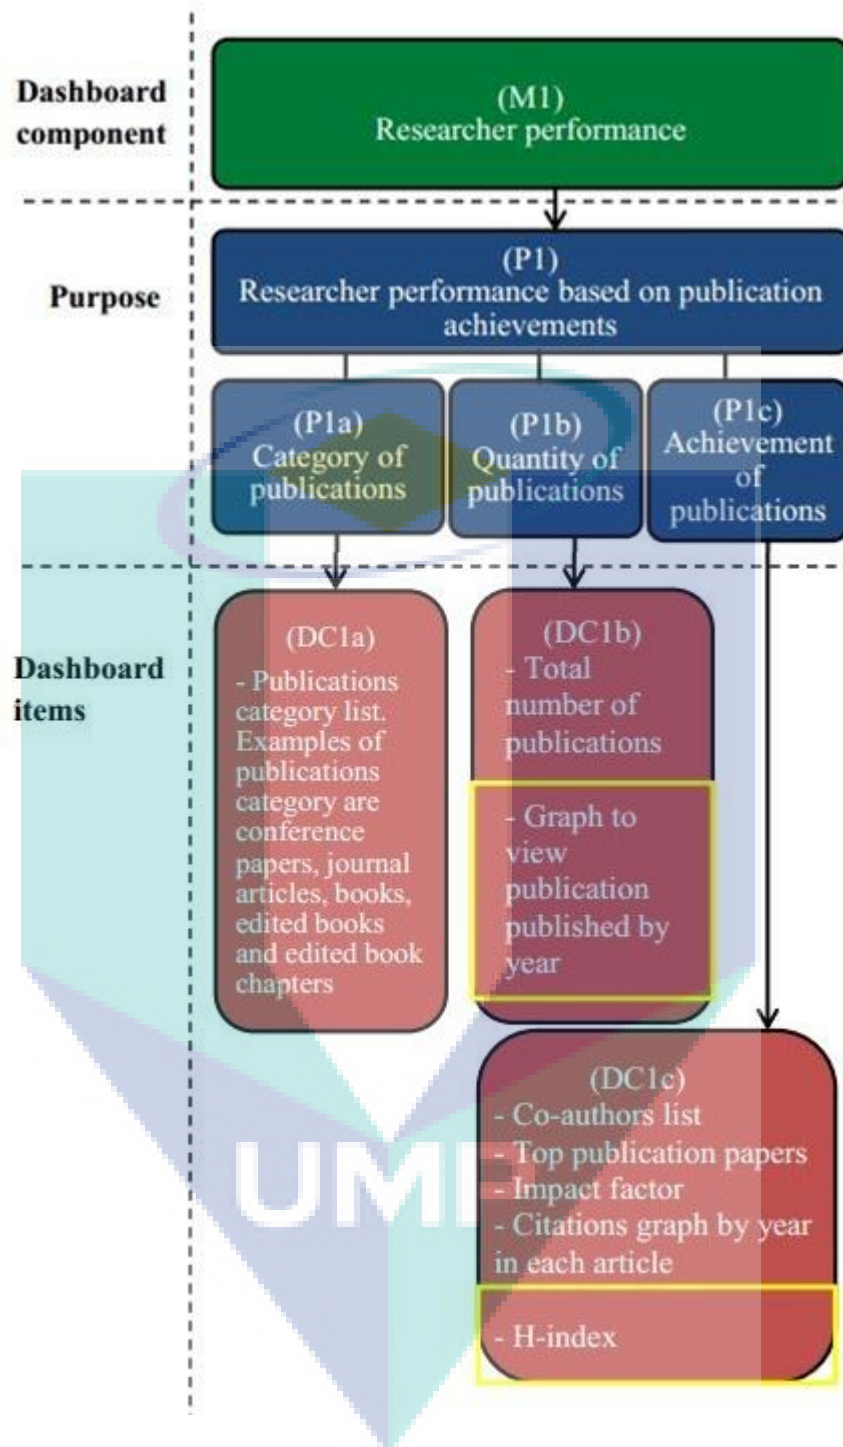 Dashboard
component
(M1)
Researcher performance
Purpose
(P1)
Researcher performance based on publication
achievements
(P1a)
Category of
publications
(P1b)
Quantity of
publications
(P1c)
Achievement
of
publications
Dashboard
items
(DC1a)
- Publications
category list.
Examples of
publications
category are
conference
papers, journal
articles, books,
edited books
and edited book
chapters
(DC1b)
- Total
number of
publications
- Graph to
view
publication
published by
year
(DC1c)
- Co-authors list
- Top publication papers
- Impact factor
- Citations graph by year
in each article
- H-index
UMP